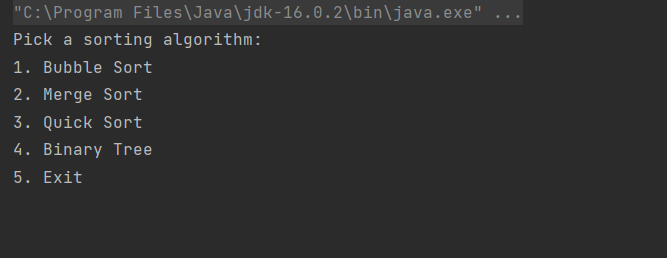 "C:\Program Files\Java\jdk-16.0.2\bin\java.exe" ...
Pick a sorting algorithm:
1. Bubble Sort
2. Merge Sort
3. Quick Sort
4. Binary Tree
5. Exit